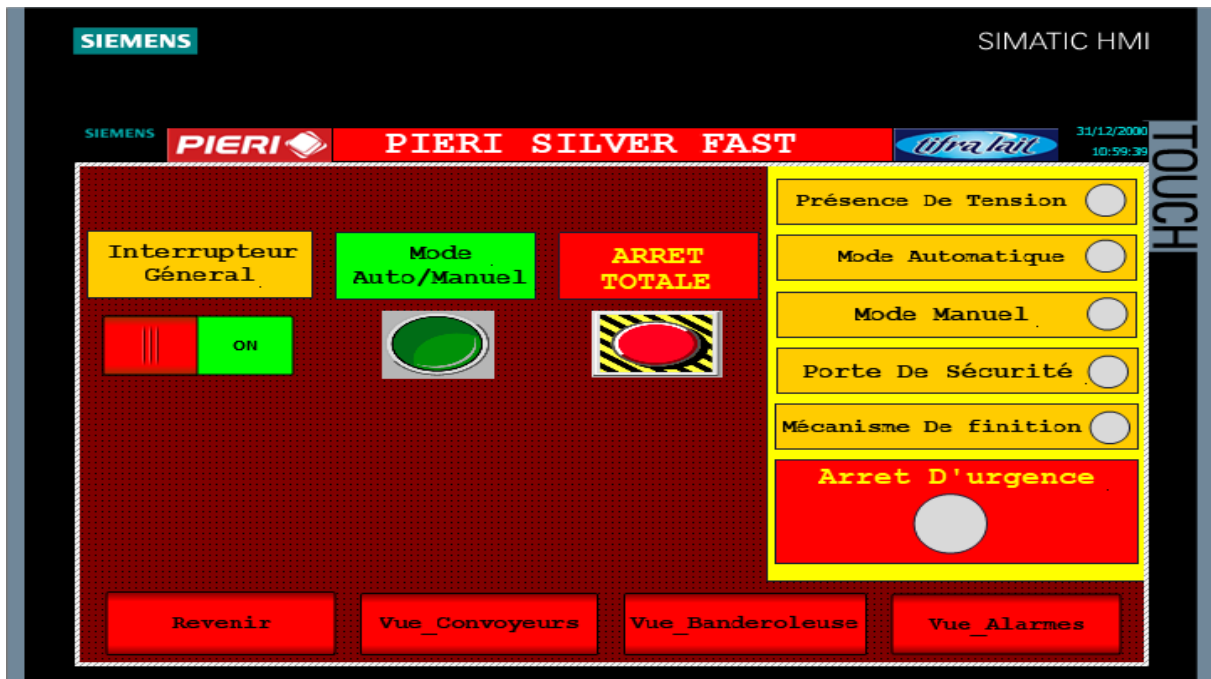 SIEMENS
SIMATIC HMI
SIEMENS
PIERI
PIERI SILVER FAST
tifra lait
31/12/2000
10:59:39
TOUCH
Interrupteur
Géneral
Mode
Auto/Manuel
ARRET
TOTALE
ON
Présence De Tension
Mode Automatique
Mode Manuel
Porte De Sécurité
Mécanisme De finition
Arret D'urgence
Revenir
Vue_Convoyeurs
Vue_Banderoleuse
Vue_Alarmes